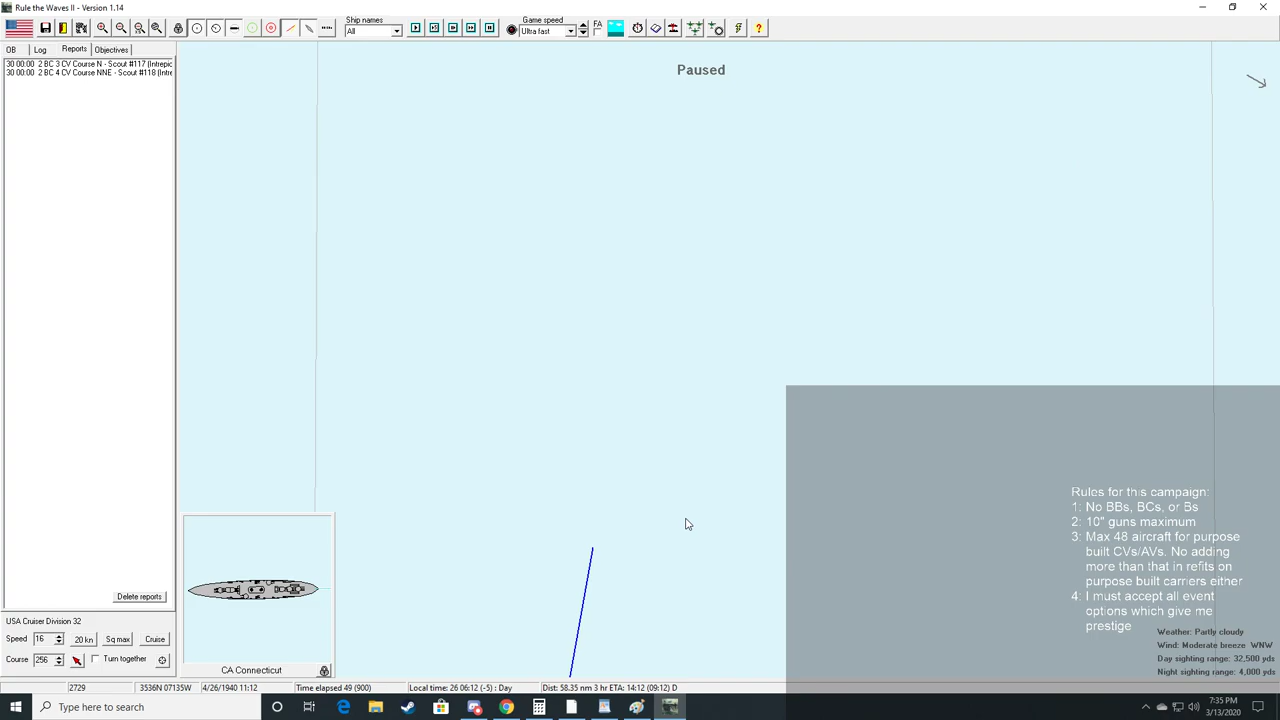 Rule the Waves II - Version 1.14
Ship names
All
Game speed
Ultra fast
FA
OB
Log
Reports
Objectives
30 00:00 2 BC 3 CV Course N - Scout #117 (Intrepid
30 00:00 2 BC 4 CV Course NNE - Scout #118 (Intre
Paused
Rules for this campaign:
1: No BBs, BCs, or Bs
2: 10" guns maximum
3: Max 48 aircraft for purpose
built CVs/AVs. No adding
more than that in refits on
purpose built carriers either
4: I must accept all event
options which give me
prestige
Weather: Partly cloudy
Wind: Moderate breeze WNW
Day sighting range: 32,500 yds
Night sighting range: 4,000 yds
Delete reports
USA Cruiser Division 32
Speed 16 20 kn Sq max Cruise
Course 256 Turn together
CA Connecticut
2729 3536N 07135W 4/26/1940 11:12 Time elapsed 49 (900) Local time: 26 06:12 (-5) : Day Dist: 58.35 nm 3 hr ETA: 14:12 (09:12) D
Type here to search
7:35 PM
3/13/2020